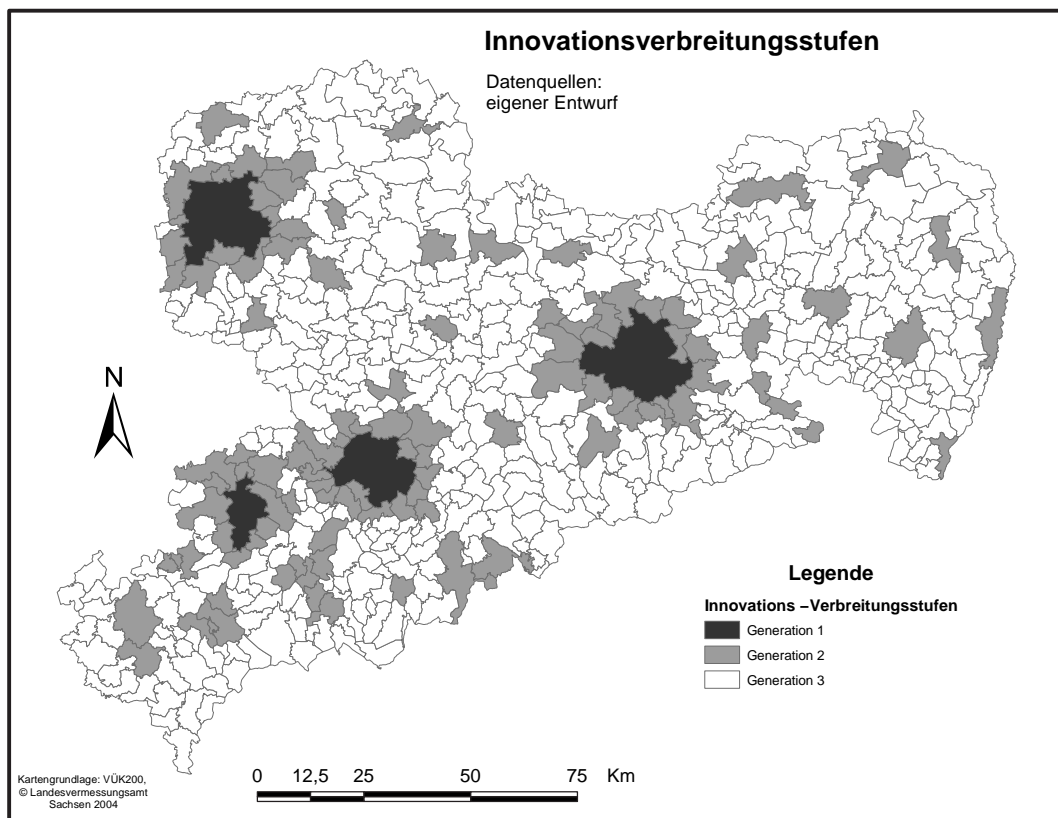 Innovationsverbreitungsstufen
Datenquellen:
eigener Entwurf
N
Legende
Innovations –Verbreitungsstufen
Generation 1
Generation 2
Generation 3
0 12,5 25 50 75 Km
Kartengrundlage: VÜK200,
© Landesvermessungsamt
Sachsen 2004